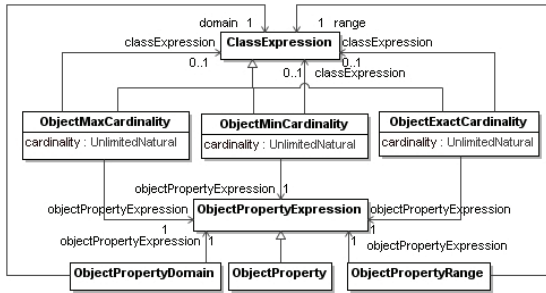 domain 1 1 range
classExpression ClassExpression classExpression
0..1 0..1 classExpression 0..1
ObjectMaxCardinality ObjectMinCardinality ObjectExactCardinality
cardinality : UnlimitedNatural cardinality : UnlimitedNatural cardinality : UnlimitedNatural
objectPropertyExpression 1
objectPropertyExpression ObjectPropertyExpression objectPropertyExpression
1 1
objectPropertyExpression 1 1 objectPropertyExpression
ObjectPropertyDomain ObjectProperty ObjectPropertyRange